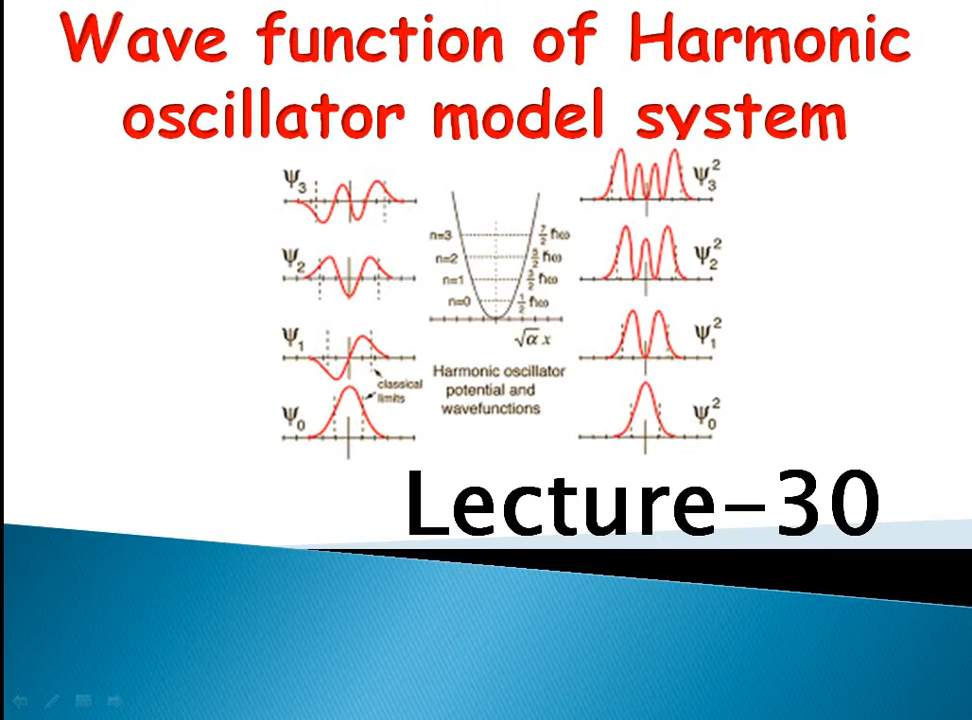 Wave function of Harmonic
oscillator model system
Ψ3
Ψ2
Ψ1
Ψ0
n=3 7/2 ħω
n=2 5/2 ħω
n=1 3/2 ħω
n=0 1/2 ħω
√α x
classical
limits
Harmonic oscillator
potential and
wavefunctions
Ψ3²
Ψ2²
Ψ1²
Ψ0²
Lecture-30